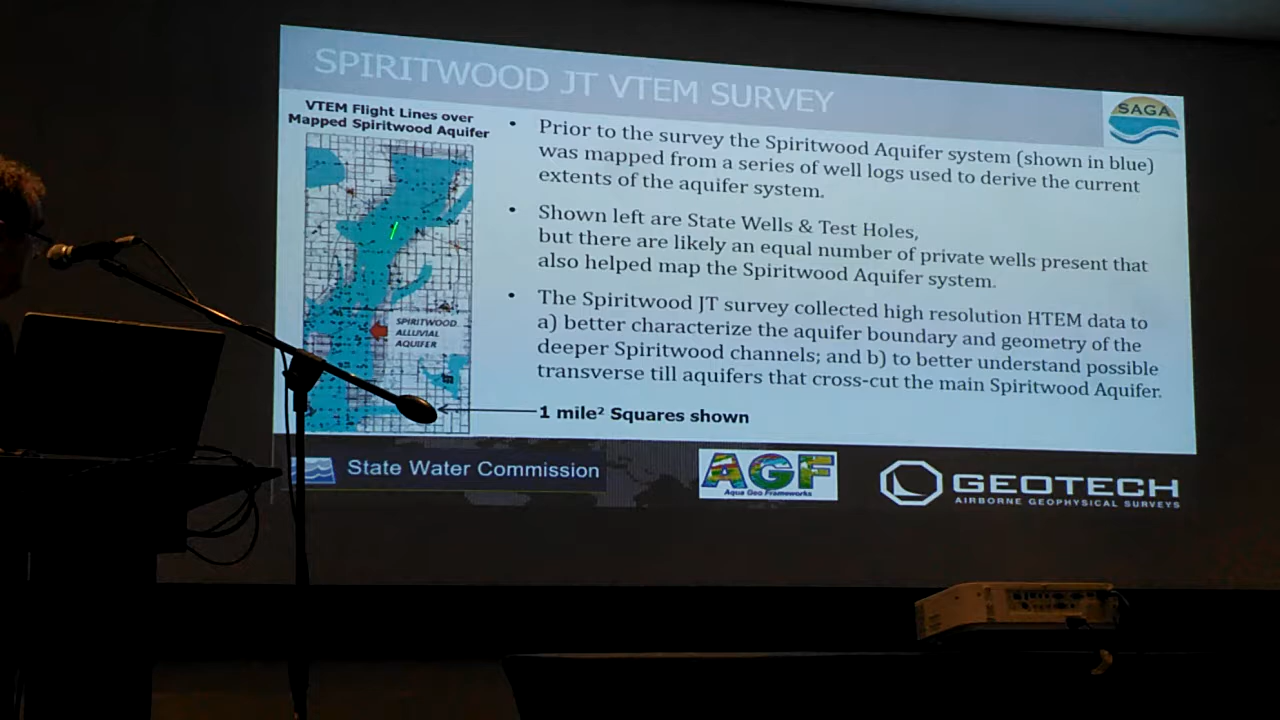 SPIRITWOOD JT VTEM SURVEY
SAGA
VTEM Flight Lines over
Mapped Spiritwood Aquifer
SPIRITWOOD
ALLUVIAL
AQUIFER
• Prior to the survey the Spiritwood Aquifer system (shown in blue)
was mapped from a series of well logs used to derive the current
extents of the aquifer system.
• Shown left are State Wells & Test Holes,
but there are likely an equal number of private wells present that
also helped map the Spiritwood Aquifer system.
• The Spiritwood JT survey collected high resolution HTEM data to
a) better characterize the aquifer boundary and geometry of the
deeper Spiritwood channels; and b) to better understand possible
transverse till aquifers that cross-cut the main Spiritwood Aquifer.
1 mile² Squares shown
State Water Commission
AGF
Aqua Geo Frameworks
GEOTECH
AIRBORNE GEOPHYSICAL SURVEYS